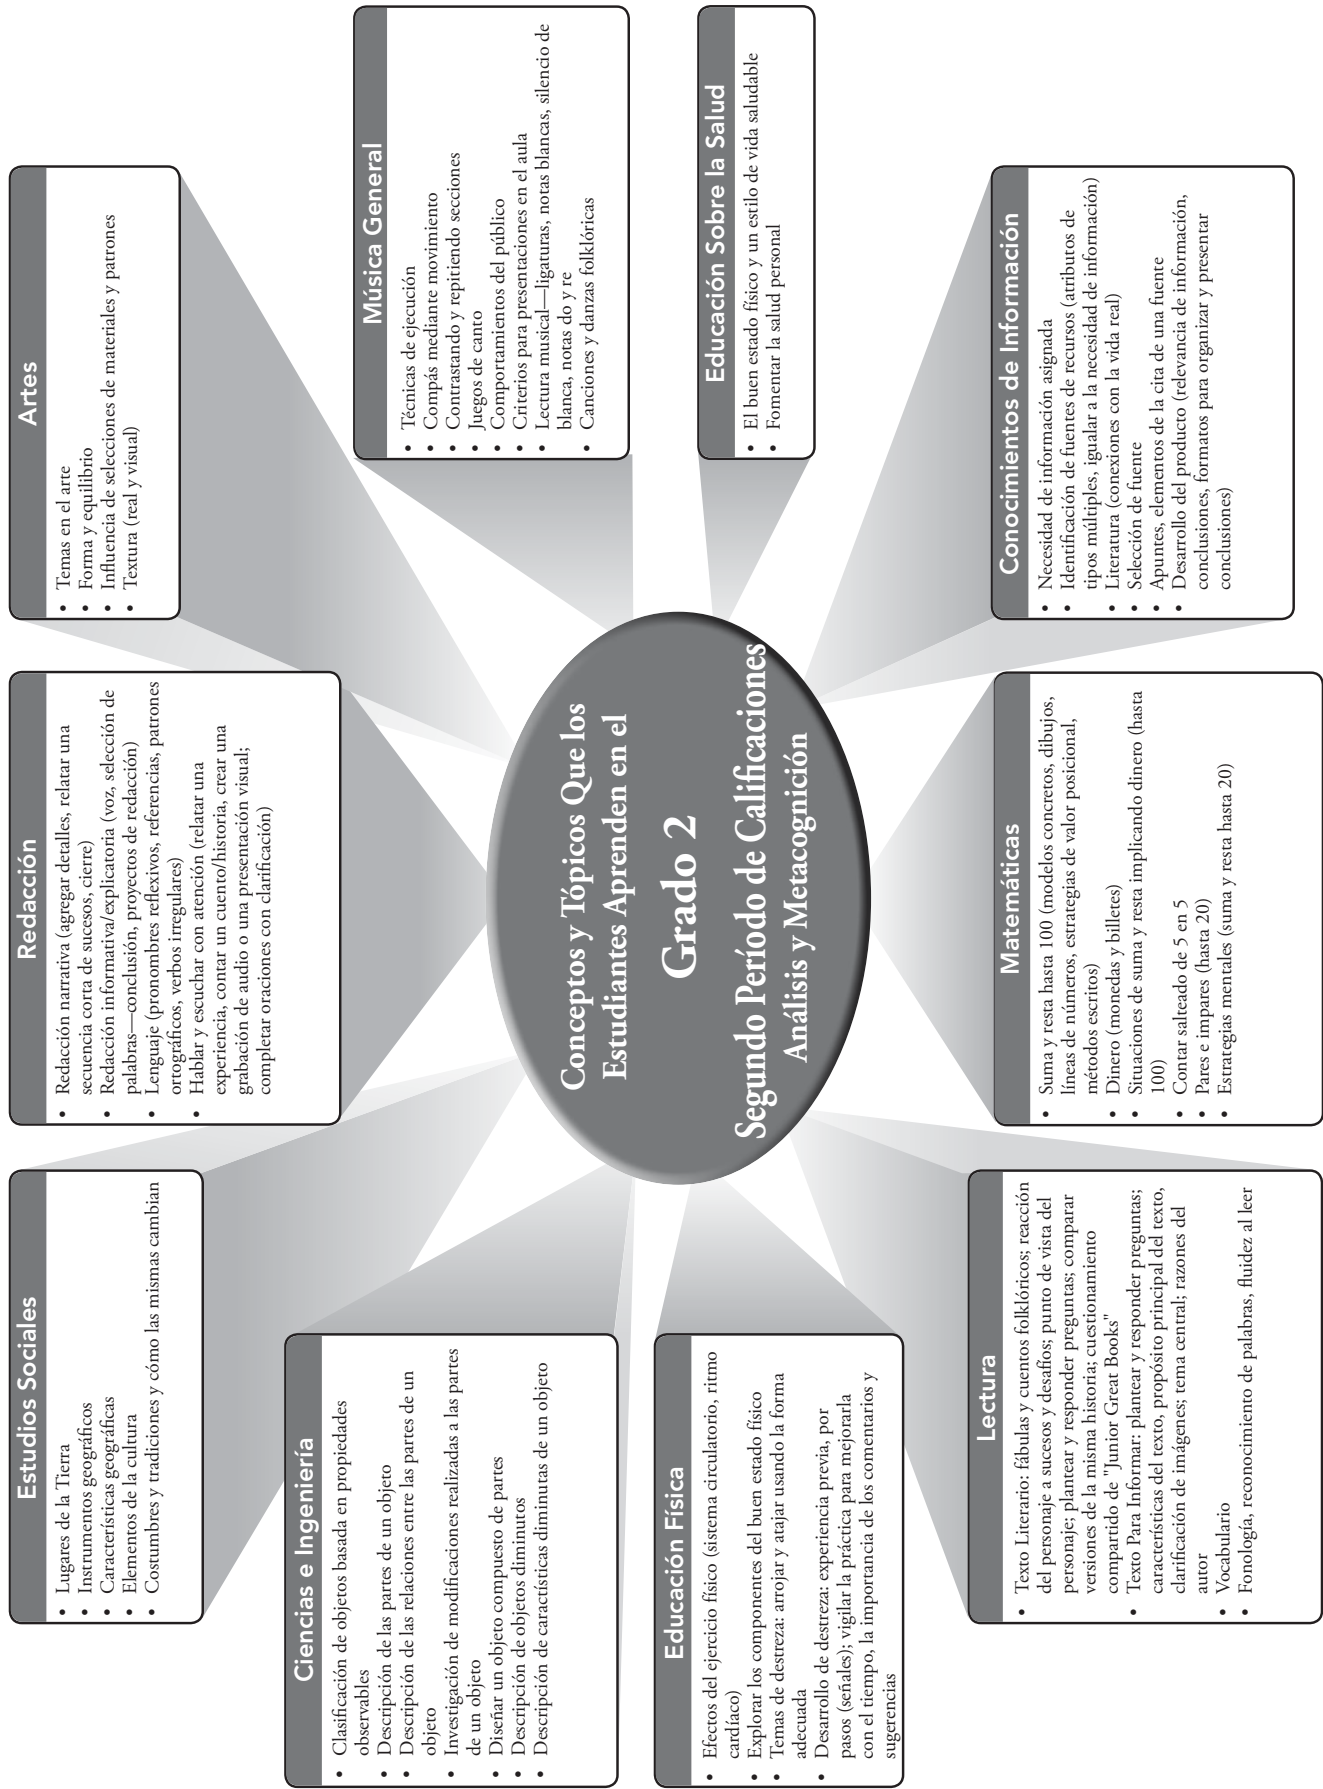 Estudios Sociales
• Lugares de la Tierra
• Instrumentos geográficos
• Características geográficas
• Elementos de la cultura
• Costumbres y tradiciones y cómo las mismas cambian
Redacción
• Redacción narrativa (agregar detalles, relatar una
secuencia corta de sucesos, cierre)
• Redacción informativa/explicatoria (voz, selección de
palabras—conclusión, proyectos de redacción)
• Lenguaje (pronombres reflexivos, referencias, patrones
ortográficos, verbos irregulares)
• Hablar y escuchar con atención (relatar una
experiencia, contar un cuento/historia, crear una
grabación de audio o una presentación visual;
completar oraciones con clarificación)
Artes
• Temas en el arte
• Forma y equilibrio
• Influencia de selecciones de materiales y patrones
• Textura (real y visual)
Ciencias e Ingeniería
• Clasificación de objetos basada en propiedades
observables
• Descripción de las partes de un objeto
• Descripción de las relaciones entre las partes de un
objeto
• Investigación de modificaciones realizadas a las partes
de un objeto
• Diseñar un objeto compuesto de partes
• Descripción de objetos diminutos
• Descripción de caractísticas diminutas de un objeto
Música General
• Técnicas de ejecución
• Compás mediante movimiento
• Contrastando y repitiendo secciones
• Juegos de canto
• Comportamientos del público
• Criterios para presentaciones en el aula
• Lectura musical—ligaturas, notas blancas, silencio de
blanca, notas do y re
• Canciones y danzas folklóricas
Conceptos y Tópicos Que los
Estudiantes Aprenden en el
Grado 2
Segundo Período de Calificaciones
Análisis y Metacognición
Educación Física
• Efectos del ejercicio físico (sistema circulatorio, ritmo
cardíaco)
• Explorar los componentes del buen estado físico
• Temas de destreza: arrojar y atajar usando la forma
adecuada
• Desarrollo de destreza: experiencia previa, por
pasos (señales); vigilar la práctica para mejorarla
con el tiempo, la importancia de los comentarios y
sugerencias
Educación Sobre la Salud
• El buen estado físico y un estilo de vida saludable
• Fomentar la salud personal
Lectura
• Texto Literario: fábulas y cuentos folklóricos; reacción
del personaje a sucesos y desafíos; punto de vista del
personaje; plantear y responder preguntas; comparar
versiones de la misma historia; cuestionamiento
compartido de "Junior Great Books"
• Texto Para Informar: plantear y responder preguntas;
características del texto, propósito principal del texto,
clarificación de imágenes; tema central; razones del
autor
• Vocabulario
• Fonología, reconocimiento de palabras, fluidez al leer
Matemáticas
• Suma y resta hasta 100 (modelos concretos, dibujos,
líneas de números, estrategias de valor posicional,
métodos escritos)
• Dinero (monedas y billetes)
• Situaciones de suma y resta implicando dinero (hasta
100)
• Contar salteado de 5 en 5
• Pares e impares (hasta 20)
• Estrategias mentales (suma y resta hasta 20)
Conocimientos de Información
• Necesidad de información asignada
• Identificación de fuentes de recursos (atributos de
tipos múltiples, igualar a la necesidad de información)
• Literatura (conexiones con la vida real)
• Selección de fuente
• Apuntes, elementos de la cita de una fuente
• Desarrollo del producto (relevancia de información,
conclusiones, formatos para organizar y presentar
conclusiones)